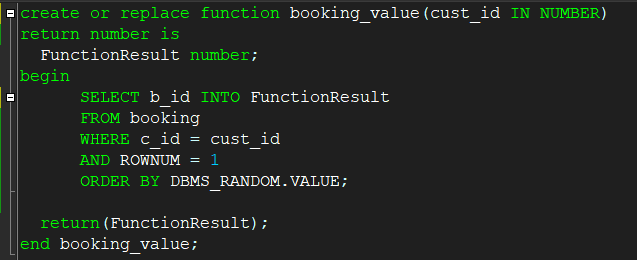 create or replace function booking_value(cust_id IN NUMBER)
return number is
  FunctionResult number;
begin
      SELECT b_id INTO FunctionResult
      FROM booking
      WHERE c_id = cust_id
      AND ROWNUM = 1
      ORDER BY DBMS_RANDOM.VALUE;

  return(FunctionResult);
end booking_value;